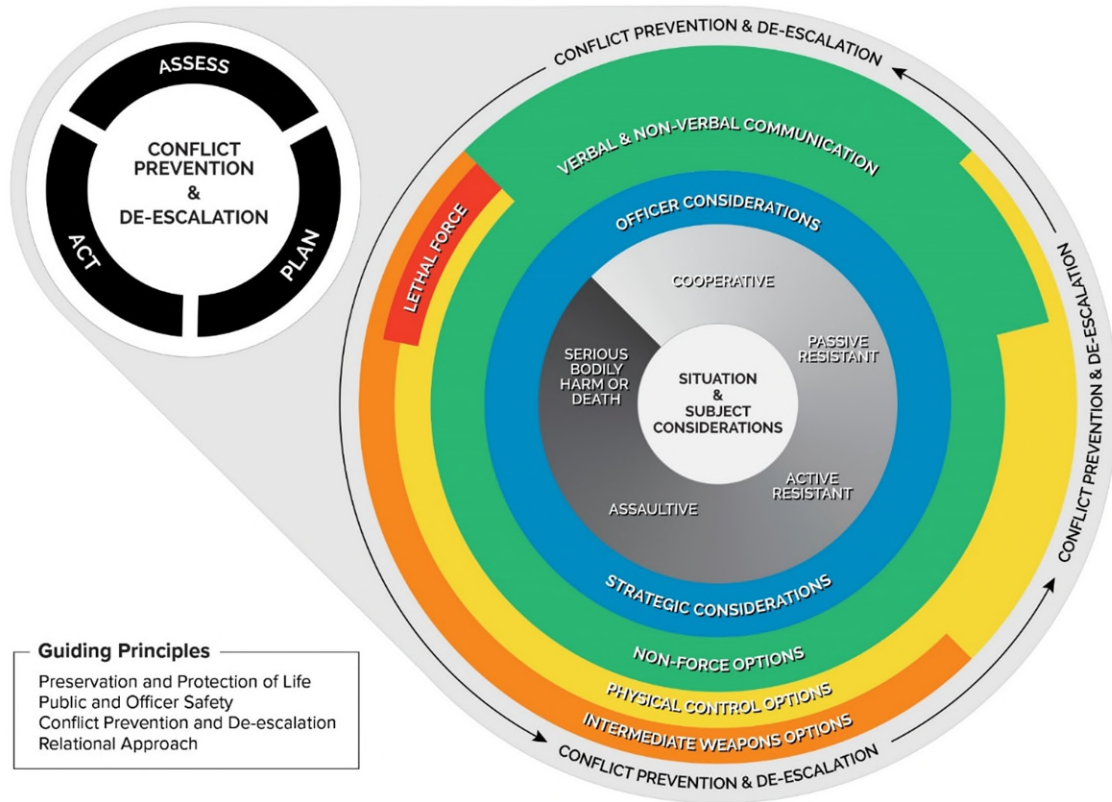 ASSESS
CONFLICT
PREVENTION
&
DE-ESCALATION
ACT
PLAN
CONFLICT PREVENTION & DE-ESCALATION
VERBAL & NON-VERBAL COMMUNICATION
OFFICER CONSIDERATIONS
LETHAL FORCE
COOPERATIVE
PASSIVE
RESISTANT
SERIOUS
BODILY
HARM OR
DEATH
SITUATION
&
SUBJECT
CONSIDERATIONS
CONFLICT PREVENTION & DE-ESCALATION
ACTIVE
RESISTANT
ASSAULTIVE
STRATEGIC CONSIDERATIONS
NON-FORCE OPTIONS
PHYSICAL CONTROL OPTIONS
INTERMEDIATE WEAPONS OPTIONS
CONFLICT PREVENTION & DE-ESCALATION
Guiding Principles
Preservation and Protection of Life
Public and Officer Safety
Conflict Prevention and De-escalation
Relational Approach